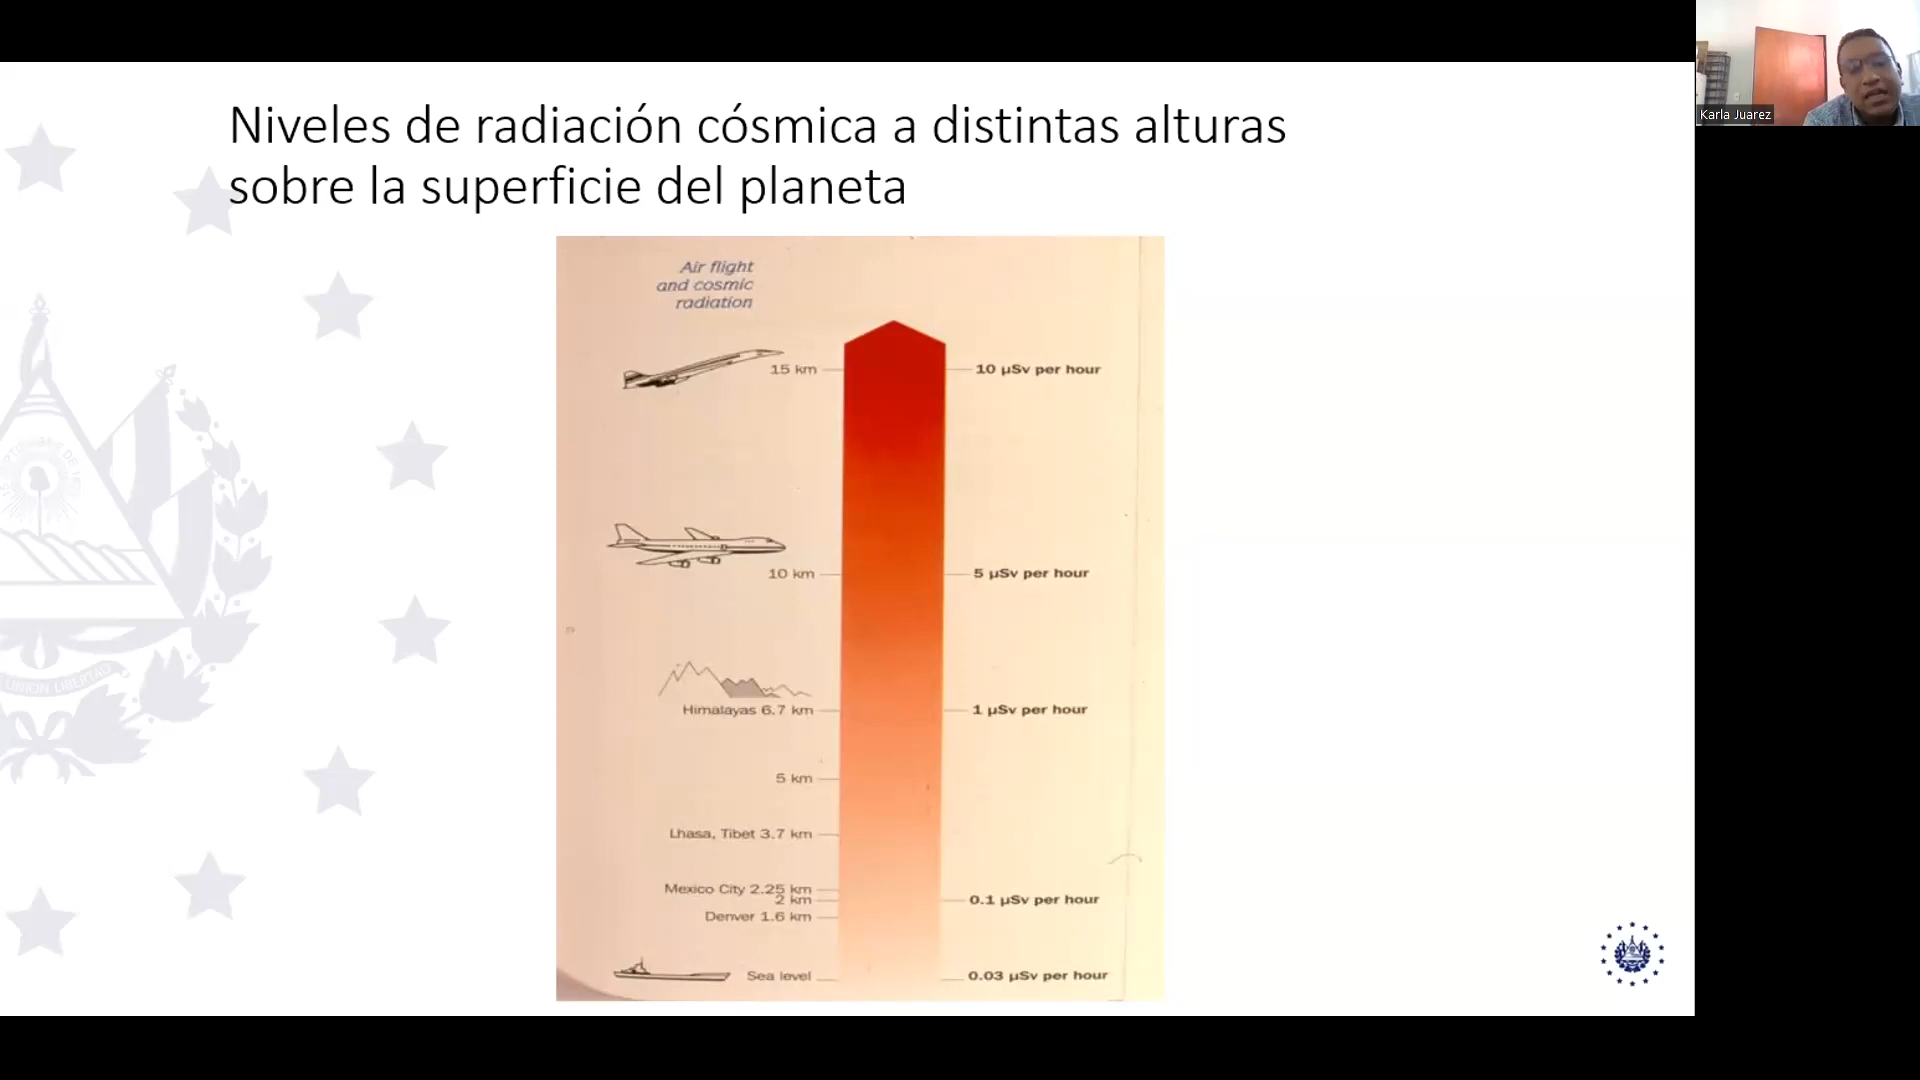 Niveles de radiación cósmica a distintas alturas
sobre la superficie del planeta
Karla Juarez
Air flight
and cosmic
radiation
15 km
10 µSv per hour
10 km
5 µSv per hour
Himalayas 6.7 km
1 µSv per hour
5 km
Lhasa, Tibet 3.7 km
Mexico City 2.25 km
2 km
0.1 µSv per hour
Denver 1.6 km
Sea level
0.03 µSv per hour
UNION LIBERTAD